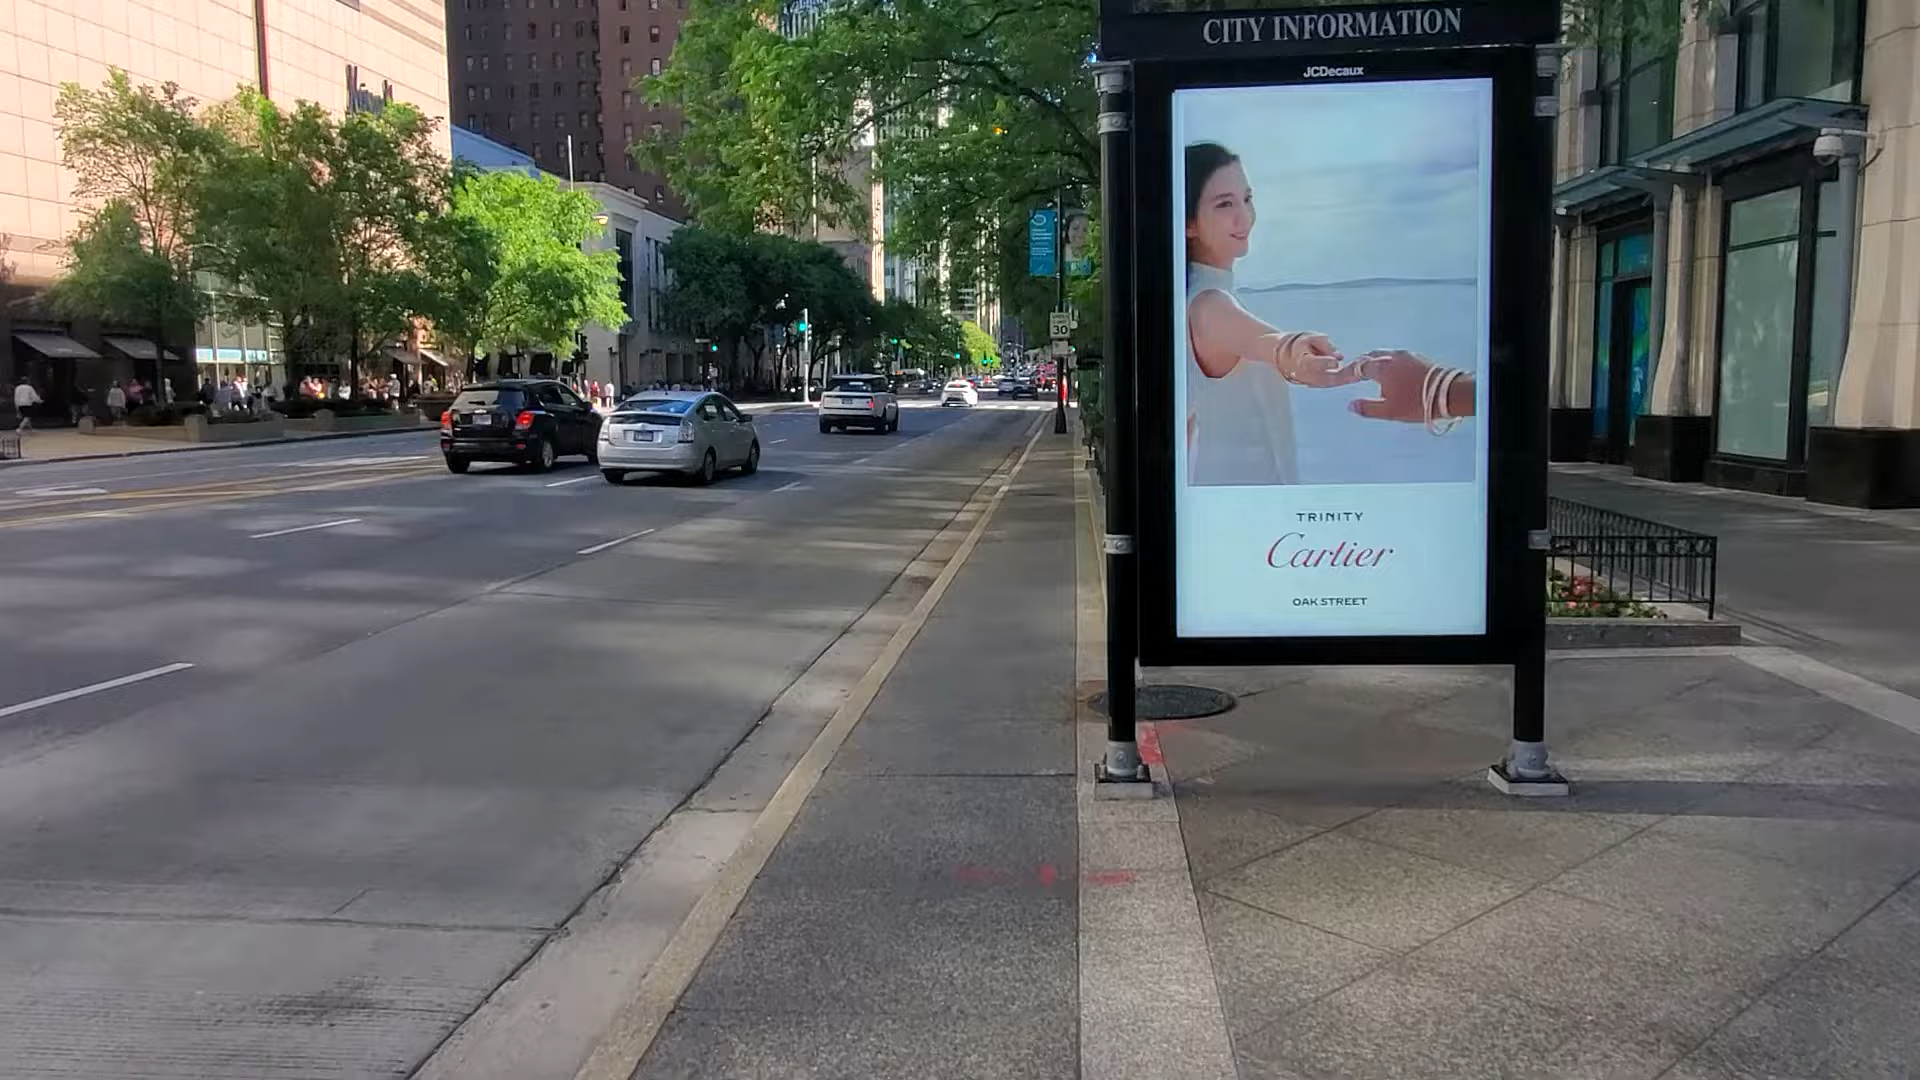 CITY INFORMATION
JCDecaux
TRINITY
Cartier
OAK STREET
30